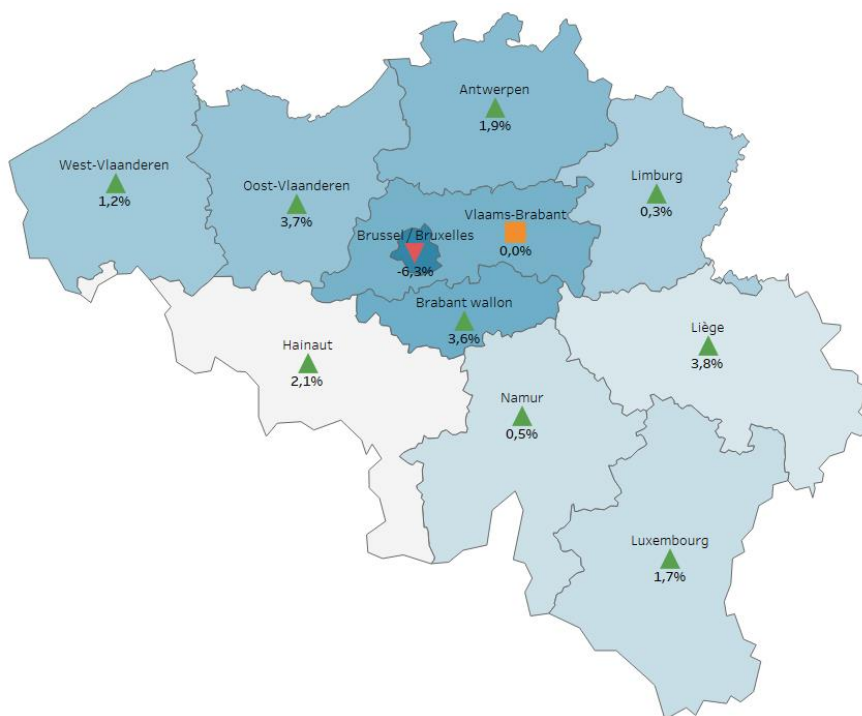 Antwerpen
1,9%
West-Vlaanderen
1,2%
Oost-Vlaanderen
3,7%
Limburg
0,3%
Vlaams-Brabant
0,0%
Brussel / Bruxelles
-6,3%
Brabant wallon
3,6%
Hainaut
2,1%
Liège
3,8%
Namur
0,5%
Luxembourg
1,7%